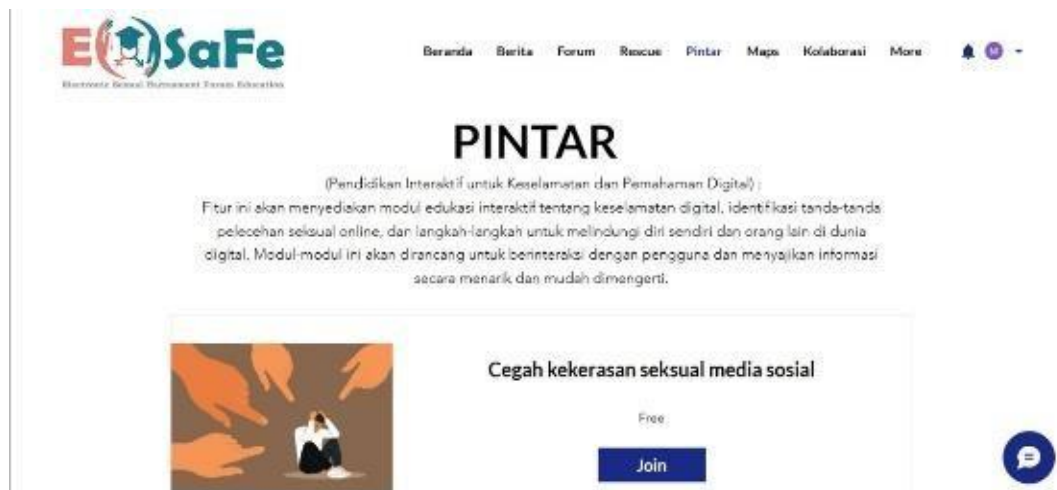 E SaFe
Electronic Sexual Harassment Forum Education
Beranda Berita Forum Rescue Pintar Maps Kolaborasi More
M
PINTAR
(Pendidikan Interaktif untuk Keselamatan dan Pemahaman Digital) :
Fitur ini akan menyediakan modul edukasi interaktif tentang keselamatan digital, identifikasi tanda-tanda
pelecehan seksual online, dan langkah-langkah untuk melindungi diri sendiri dan orang lain di dunia
digital. Modul-modul ini akan dirancang untuk berinteraksi dengan pengguna dan menyajikan informasi
secara menarik dan mudah dimengerti.
Cegah kekerasan seksual media sosial
Free
Join